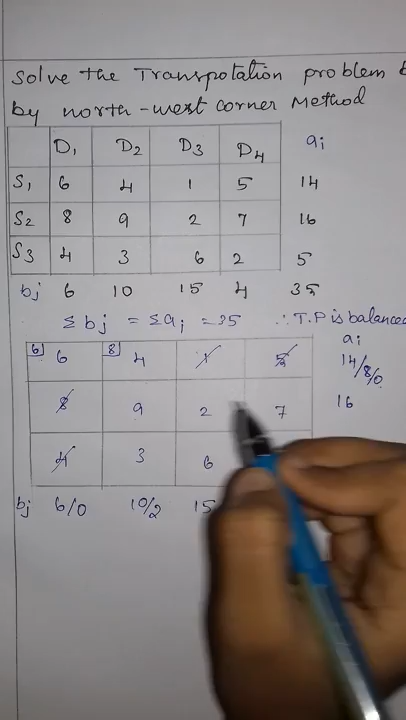 Solve the Transpotation problem
by north-west corner Method
D1 D2 D3 D4 ai
S1 6 4 1 5 14
S2 8 9 2 7 16
S3 4 3 6 2 5
bj 6 10 15 4 35
Σbj = Σai = 35 ∴ T.P is balanced
ai
6 6 8 4 1 5 14/8/0
8 9 2 7 16
4 3 6
bj 6/0 10/2 15